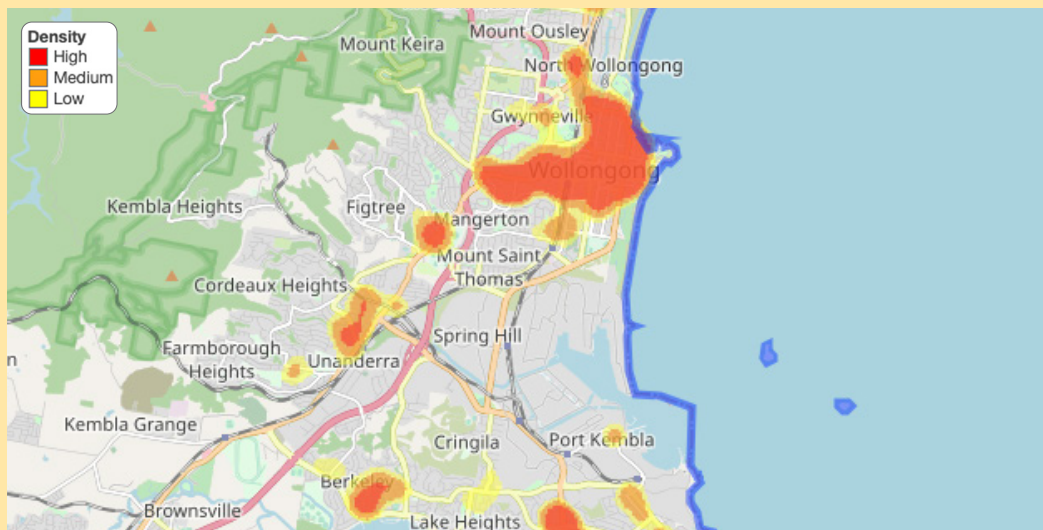 Density
High
Medium
Low
Mount Ousley
Mount Keira
North Wollongong
Gwynneville
Wollongong
Kembla Heights
Figtree
Mangerton
Mount Saint
Thomas
Cordeaux Heights
Spring Hill
Farmborough
Heights
Unanderra
n
Kembla Grange
Cringila
Port Kembla
Berkeley
Brownsville
Lake Heights